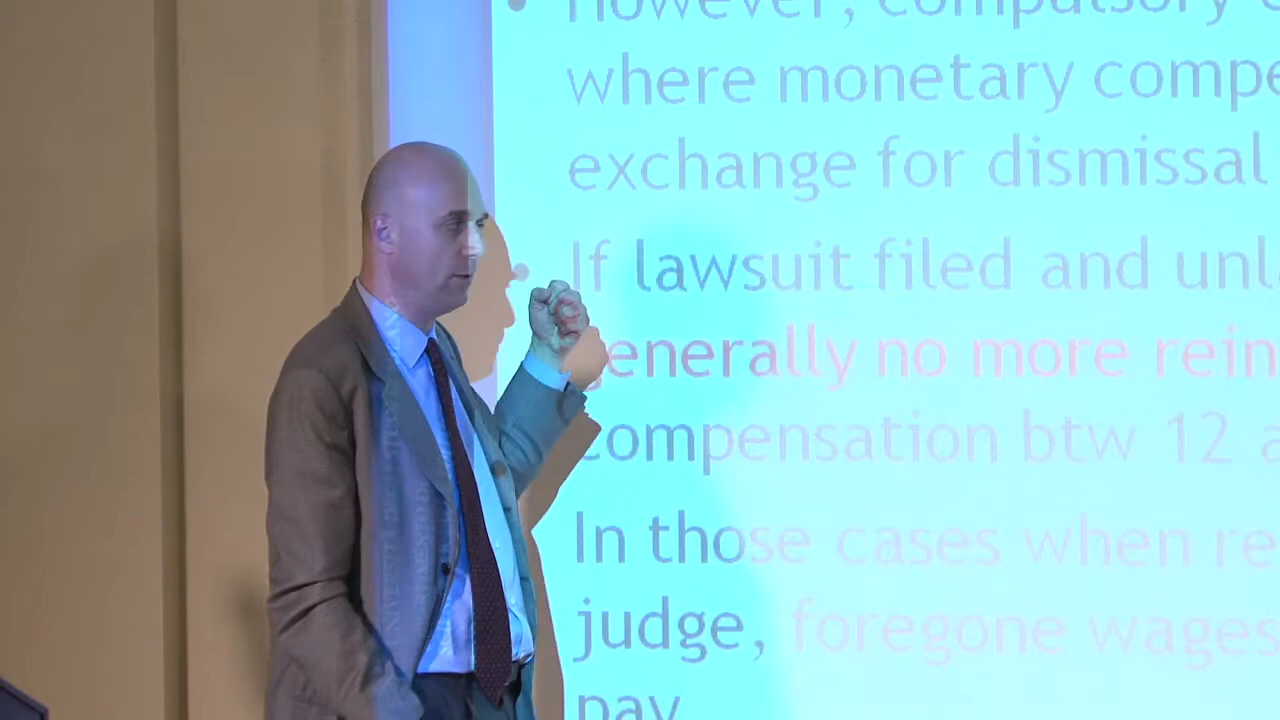 However, compulsory
where monetary compe
exchange for dismissal
If lawsuit filed and unl
generally no more rein
compensation btw 12 a
In those cases when re
judge, foregone wages
pay